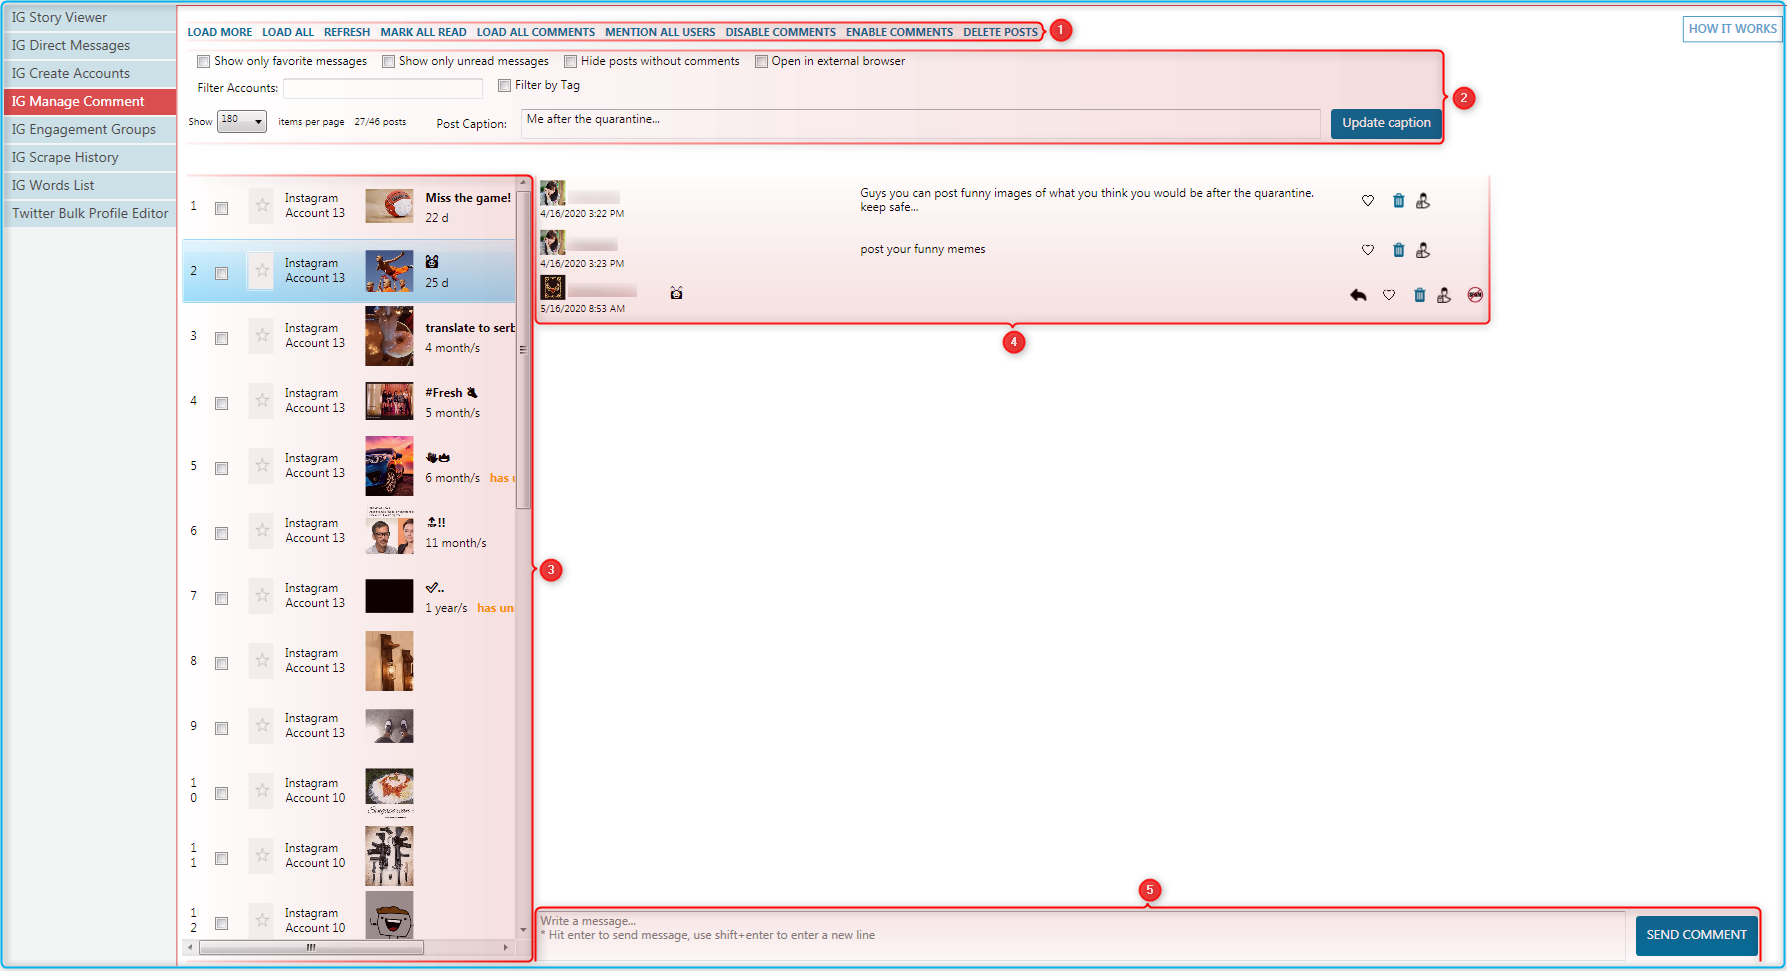 IG Story Viewer
IG Direct Messages
IG Create Accounts
IG Manage Comment
IG Engagement Groups
IG Scrape History
IG Words List
Twitter Bulk Profile Editor
LOAD MORE LOAD ALL REFRESH MARK ALL READ LOAD ALL COMMENTS MENTION ALL USERS DISABLE COMMENTS ENABLE COMMENTS DELETE POSTS 1
HOW IT WORKS
Show only favorite messages Show only unread messages Hide posts without comments Open in external browser
Filter Accounts: Filter by Tag
2
Show 180 items per page 27/46 posts Post Caption: Me after the quarantine... Update caption
1 Instagram Account 13 Miss the game!
22 d
2 Instagram Account 13
25 d
3 Instagram Account 13 translate to serb
4 month/s
4 Instagram Account 13 #Fresh
5 month/s
5 Instagram Account 13
6 month/s has u
6 Instagram Account 13 !!
11 month/s
7 Instagram Account 13 ..
1 year/s has un
8 Instagram Account 13
9 Instagram Account 13
10 Instagram Account 10
11 Instagram Account 10
12 Instagram Account 10
3
Guys you can post funny images of what you think you would be after the quarantine.
keep safe...
4/16/2020 3:22 PM
post your funny memes
4/16/2020 3:23 PM
5/16/2020 8:53 AM
SPAM
4
5
Write a message...
* Hit enter to send message, use shift+enter to enter a new line
SEND COMMENT